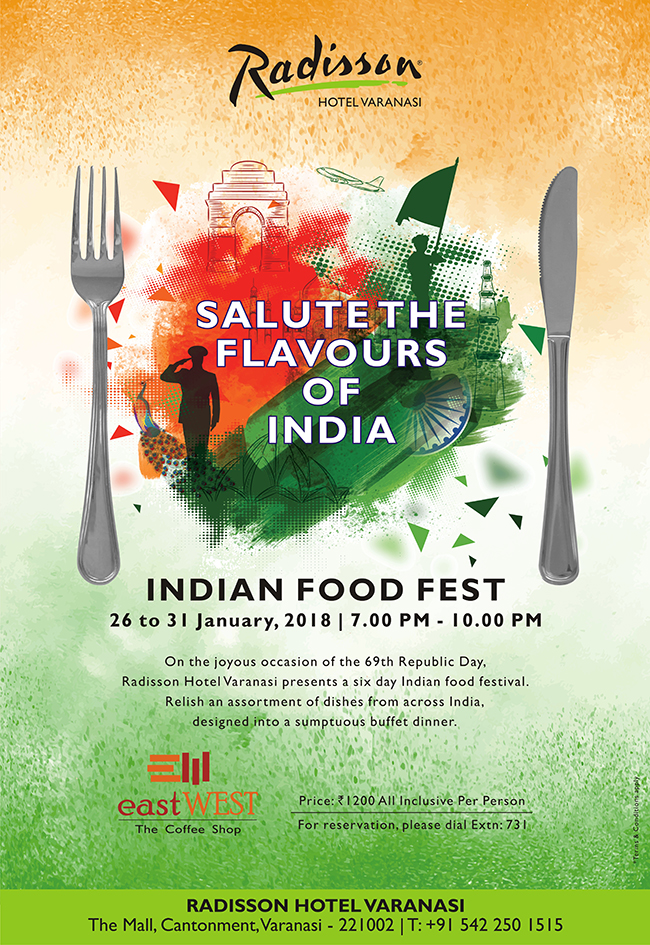 Radisson®
HOTEL VARANASI
SALUTE THE
FLAVOURS
OF
INDIA
INDIAN FOOD FEST
26 to 31 January, 2018 | 7.00 PM - 10.00 PM
On the joyous occasion of the 69th Republic Day,
Radisson Hotel Varanasi presents a six day Indian food festival.
Relish an assortment of dishes from across India,
designed into a sumptuous buffet dinner.
eastWEST
The Coffee Shop
Price: ₹1200 All Inclusive Per Person
For reservation, please dial Extn: 731
*Terms & Conditions apply
RADISSON HOTEL VARANASI
The Mall, Cantonment, Varanasi - 221002 | T: +91 542 250 1515